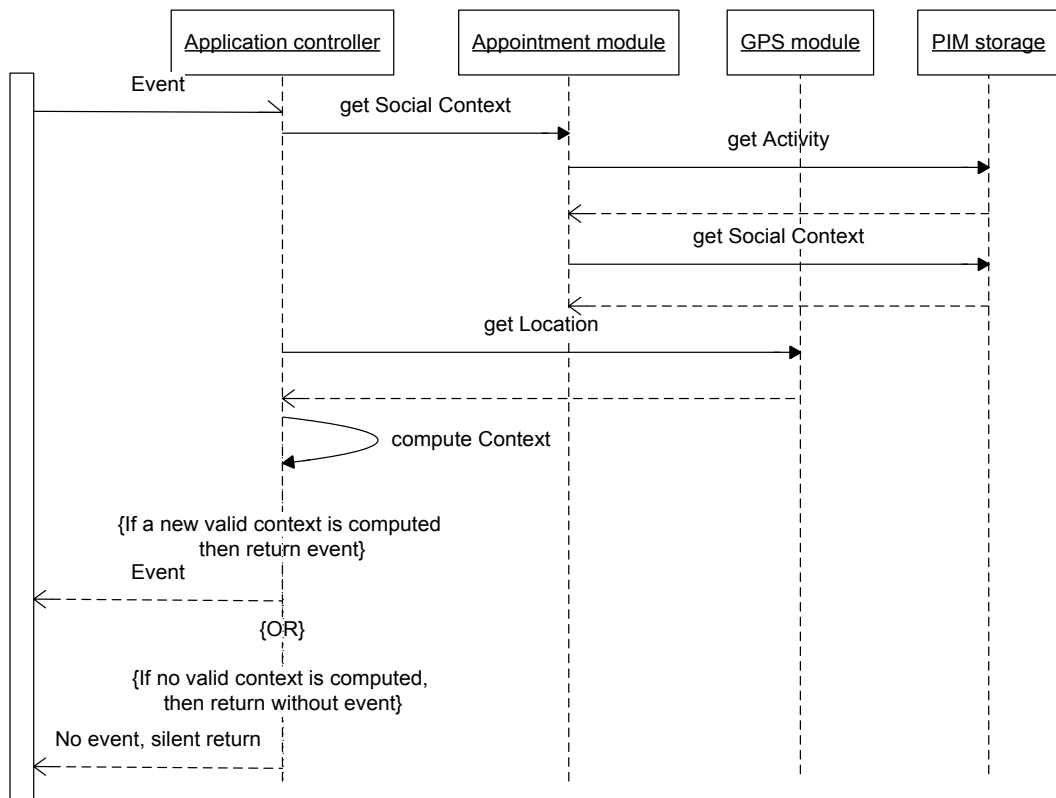 Application controller
Appointment module
GPS module
PIM storage
Event
get Social Context
get Activity
get Social Context
get Location
compute Context
{If a new valid context is computed
then return event}
Event
{OR}
{If no valid context is computed,
then return without event}
No event, silent return